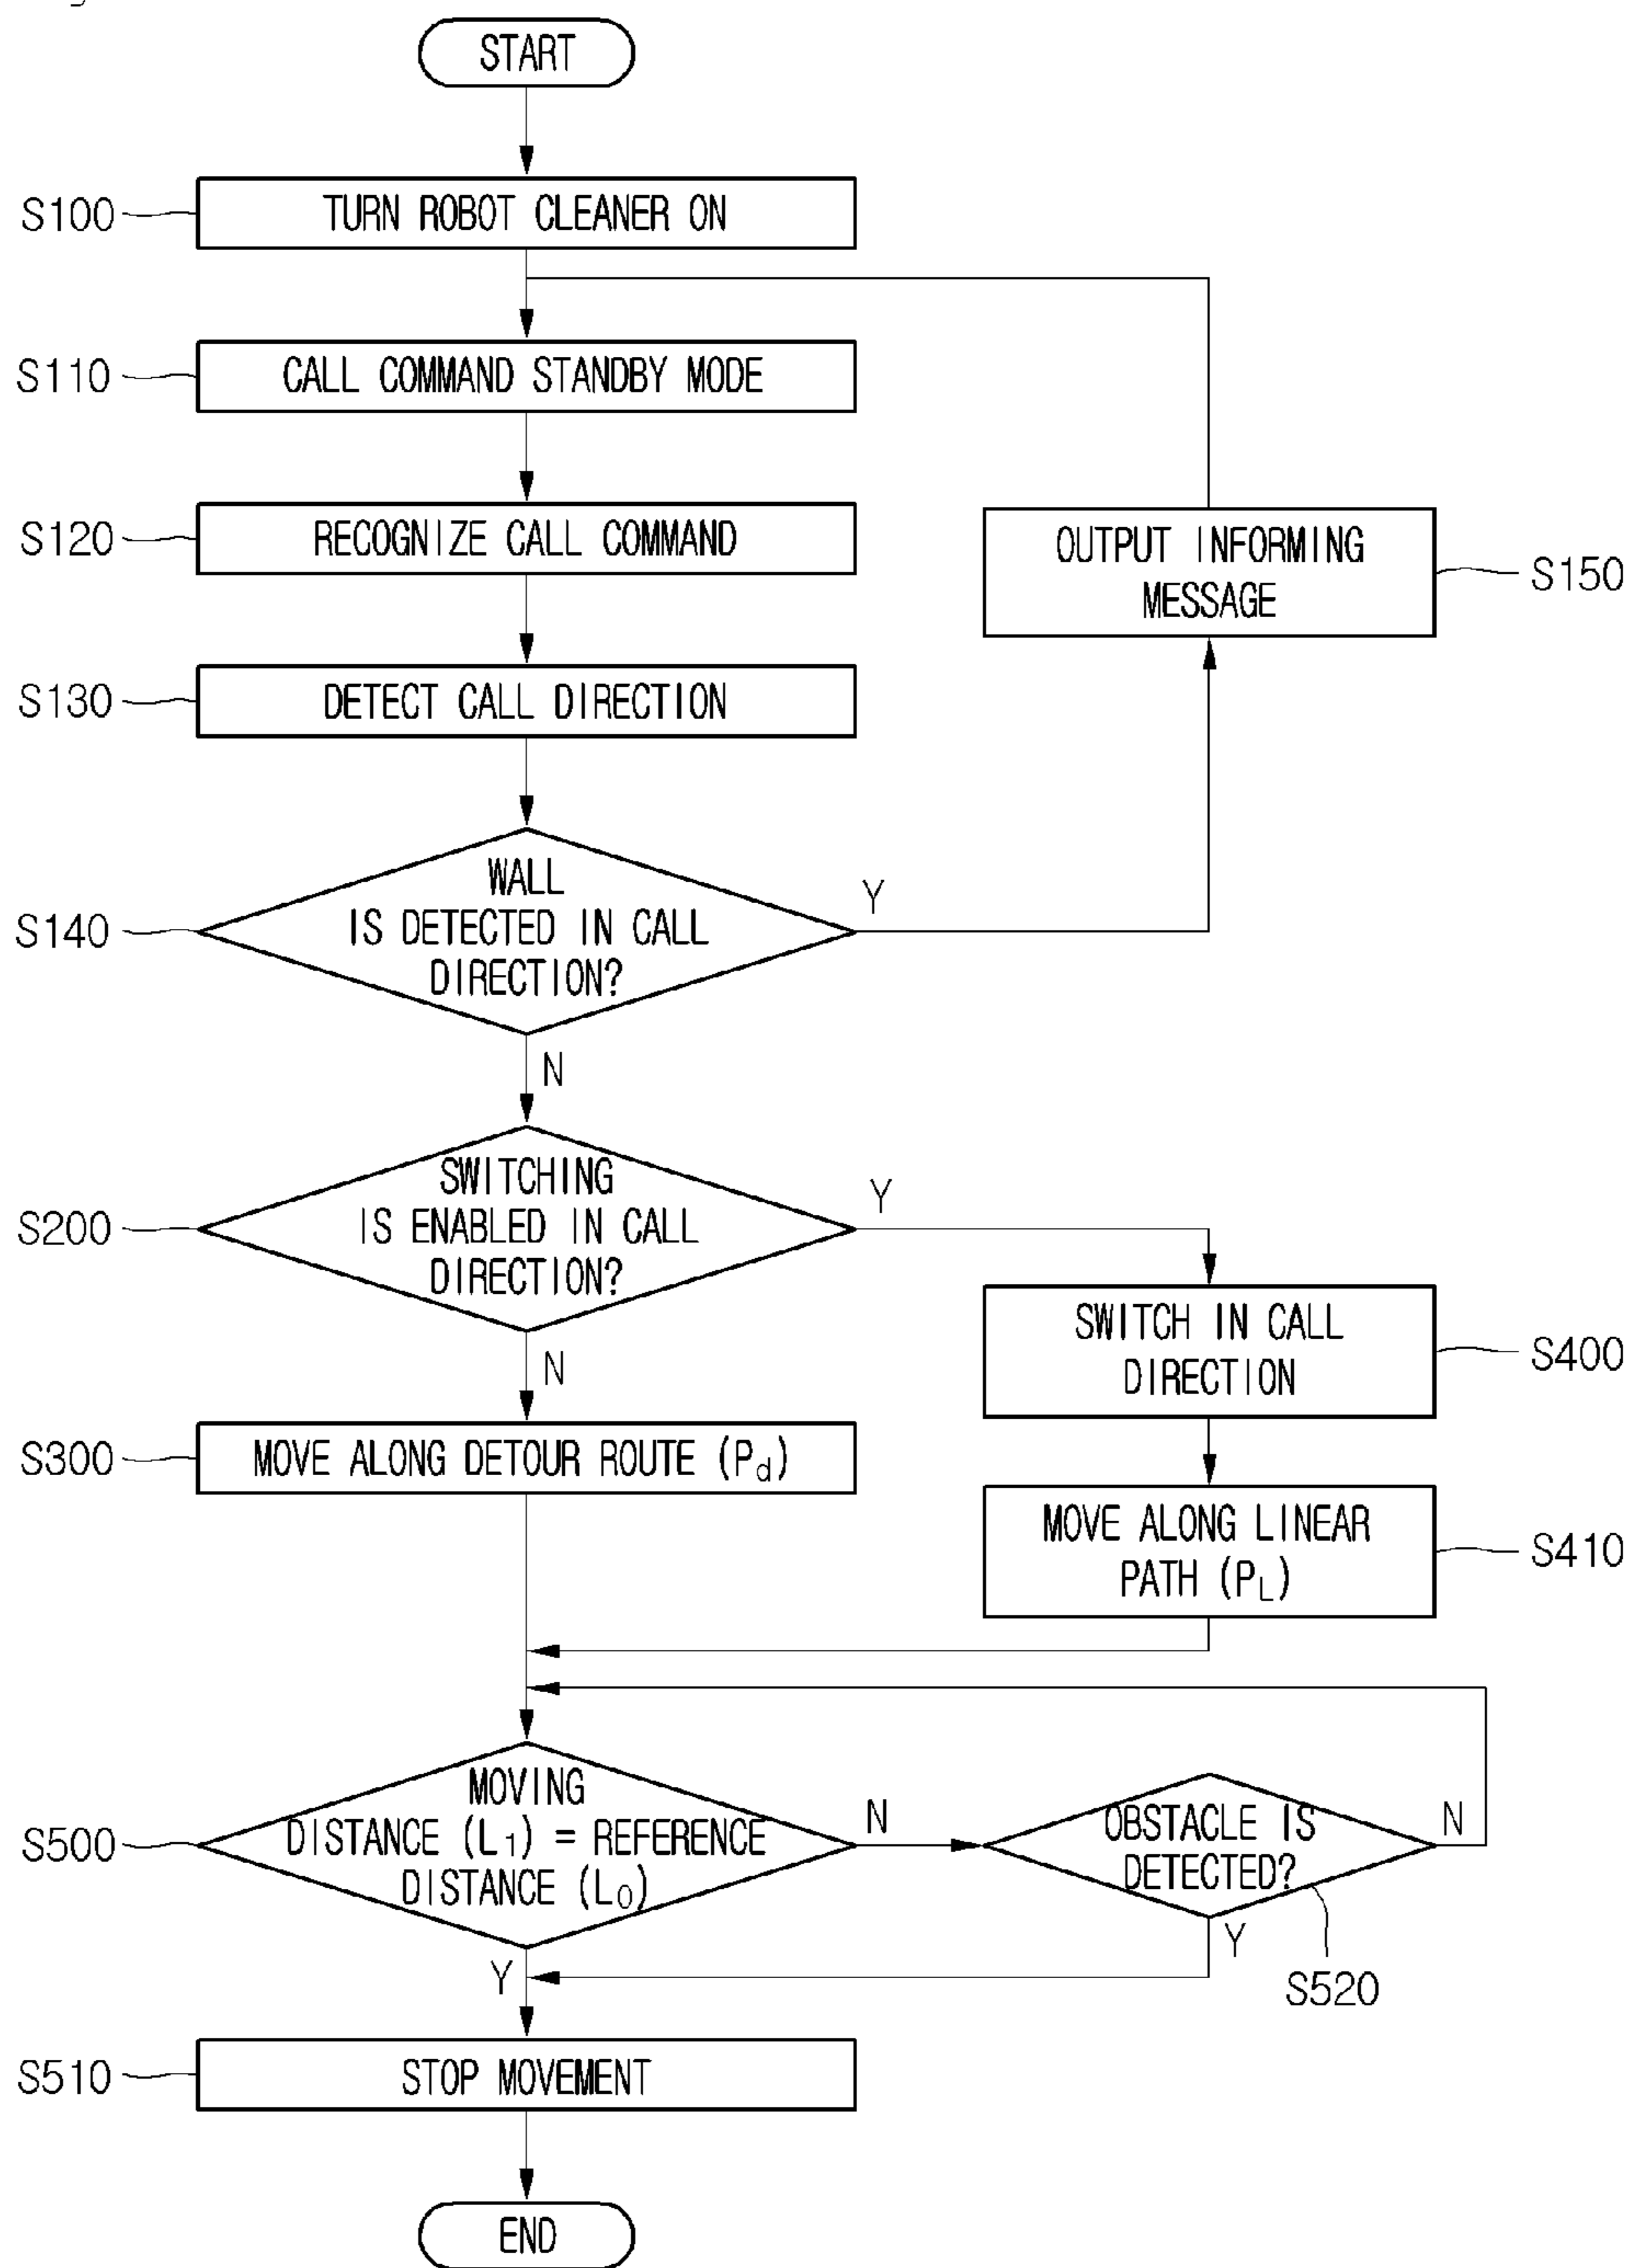 START
S100
TURN ROBOT CLEANER ON
S110
CALL COMMAND STANDBY MODE
S120
RECOGNIZE CALL COMMAND
OUTPUT INFORMING
MESSAGE
S150
S130
DETECT CALL DIRECTION
S140
WALL
IS DETECTED IN CALL
DIRECTION?
Y
N
S200
SWITCHING
IS ENABLED IN CALL
DIRECTION?
Y
N
SWITCH IN CALL
DIRECTION
S400
S300
MOVE ALONG DETOUR ROUTE (Pd)
MOVE ALONG LINEAR
PATH (PL)
S410
S500
MOVING
DISTANCE (L1) = REFERENCE
DISTANCE (L0)
N
OBSTACLE IS
DETECTED?
N
Y
Y
S520
S510
STOP MOVEMENT
END